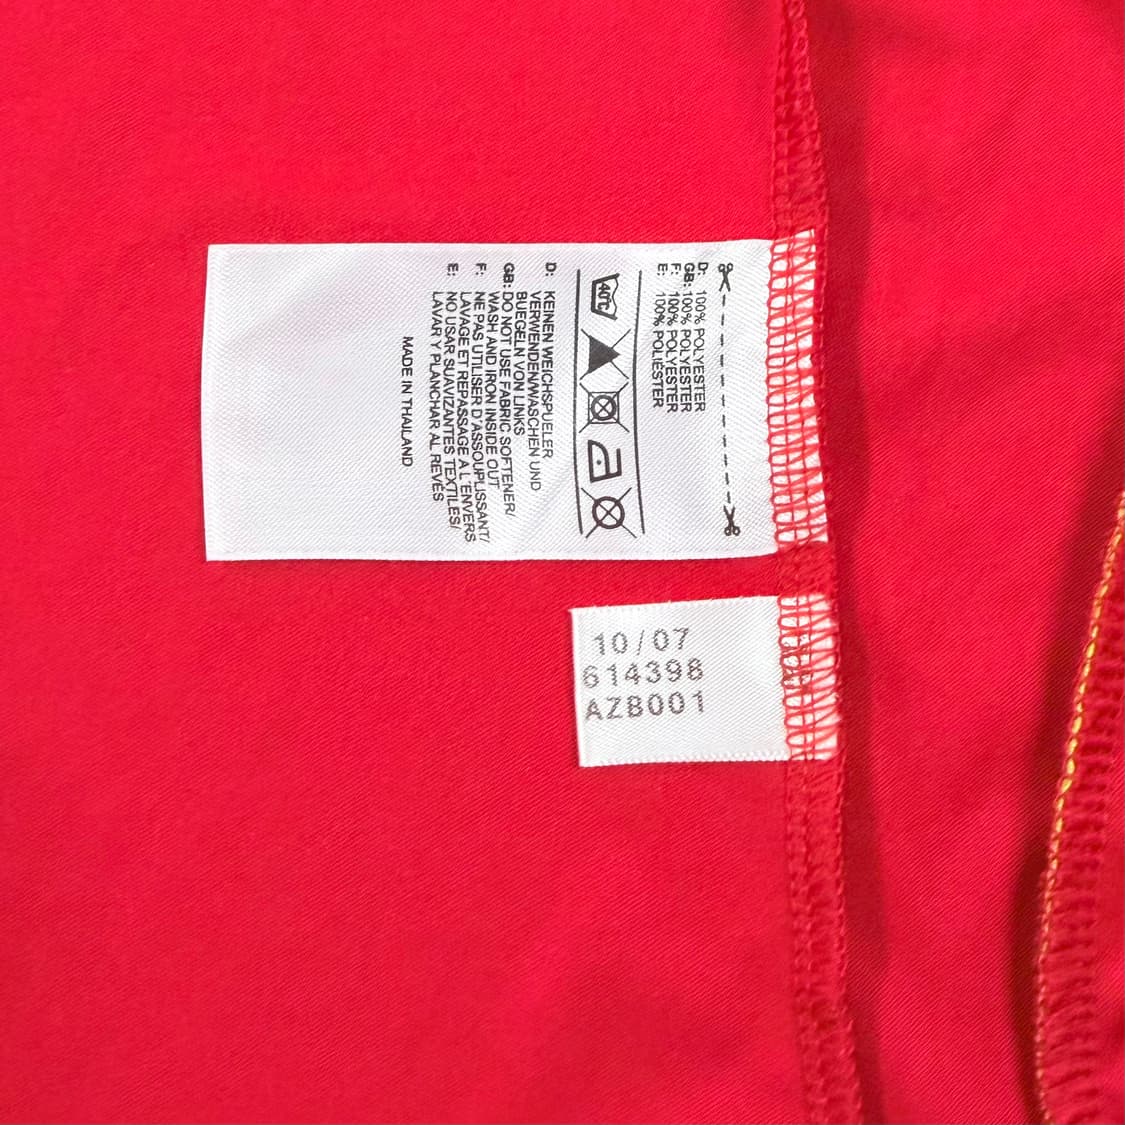 D: 100% POLYESTER
GB: 100% POLYESTER
F: 100% POLYESTER
E: 100% POLIÉSTER
40°C
D: KEINEN WEICHSPUELER
VERWENDEN/WASCHEN UND
BUEGELN VON LINKS
GB: DO NOT USE FABRIC SOFTENER/
WASH AND IRON INSIDE OUT
F: NE PAS UTILISER D'ASSOUPLISSANT/
LAVAGE ET REPASSAGE A L'ENVERS
E: NO USAR SUAVIZANTES TEXTILES/
LAVAR Y PLANCHAR AL REVÉS
MADE IN THAILAND
10/07
614398
AZB001